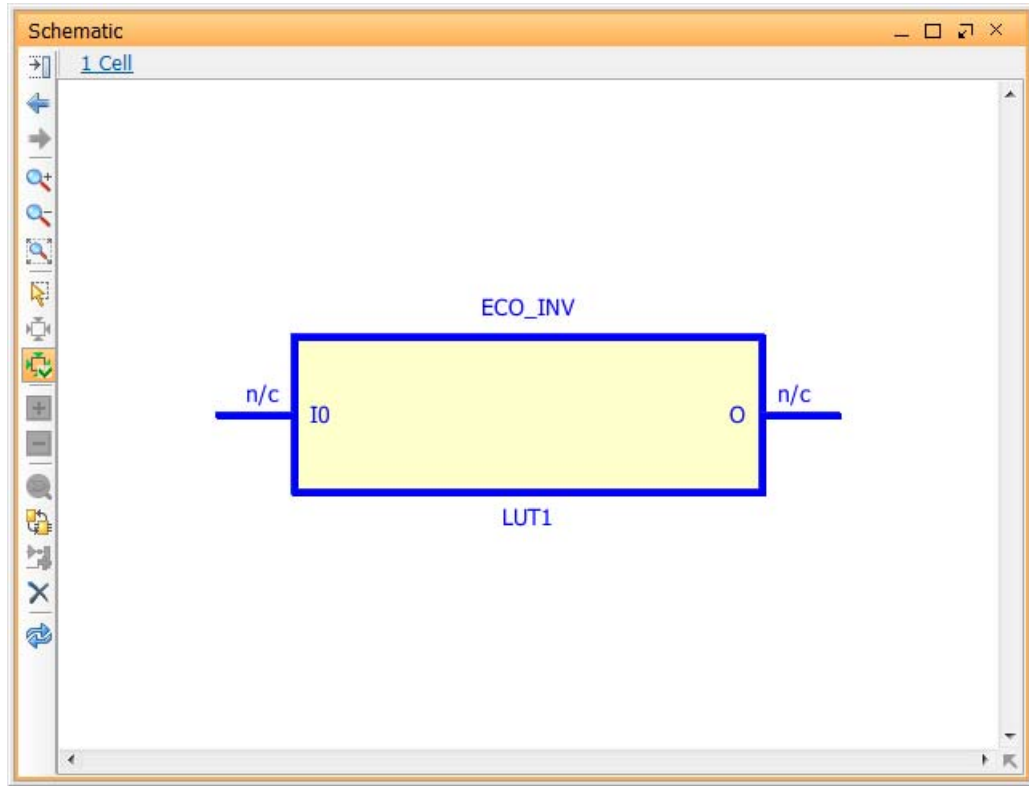 Schematic
1 Cell
ECO_INV
n/c
n/c
I0
O
LUT1